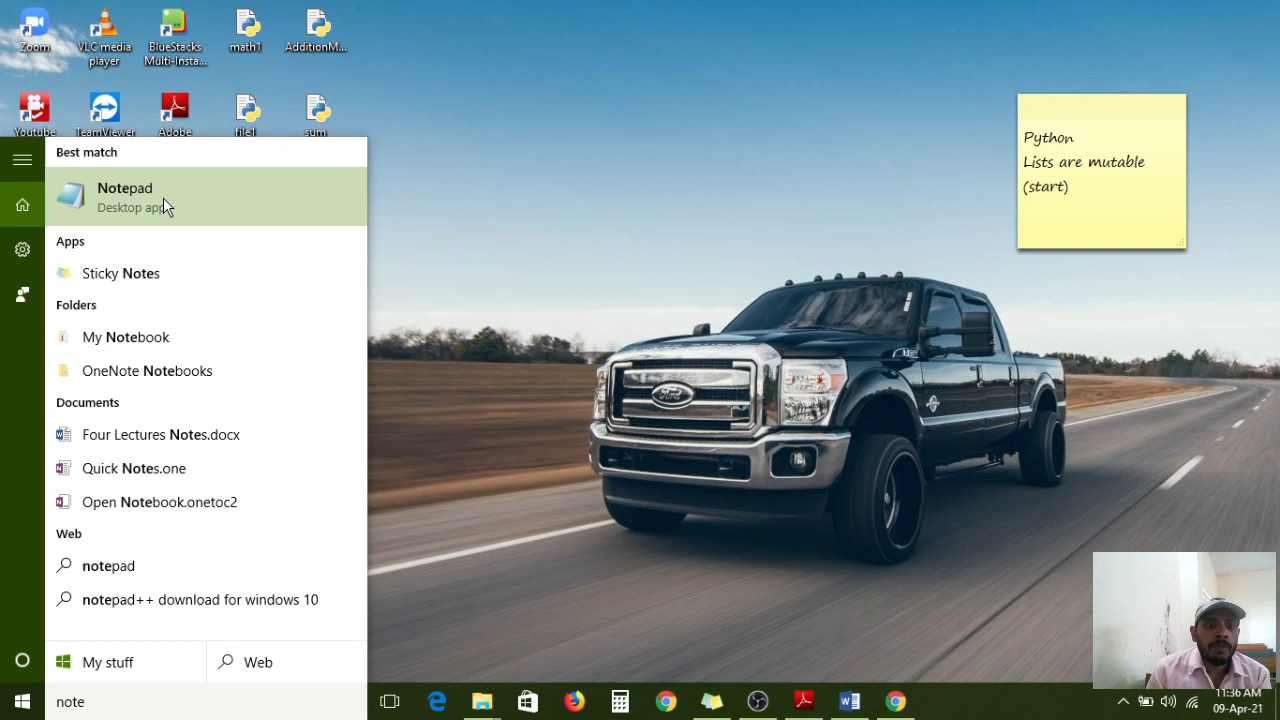 Zoom
VLC media player
BlueStacks Multi-Insta...
math1
AdditionM...
Youtube
TeamViewer
Adobe
file1
sum
Python
Lists are mutable
(start)
Best match
Notepad
Desktop app
Apps
Sticky Notes
Folders
My Notebook
OneNote Notebooks
Documents
Four Lectures Notes.docx
Quick Notes.one
Open Notebook.onetoc2
Web
notepad
notepad++ download for windows 10
My stuff
Web
note
Ford
11:36 AM
09-Apr-21